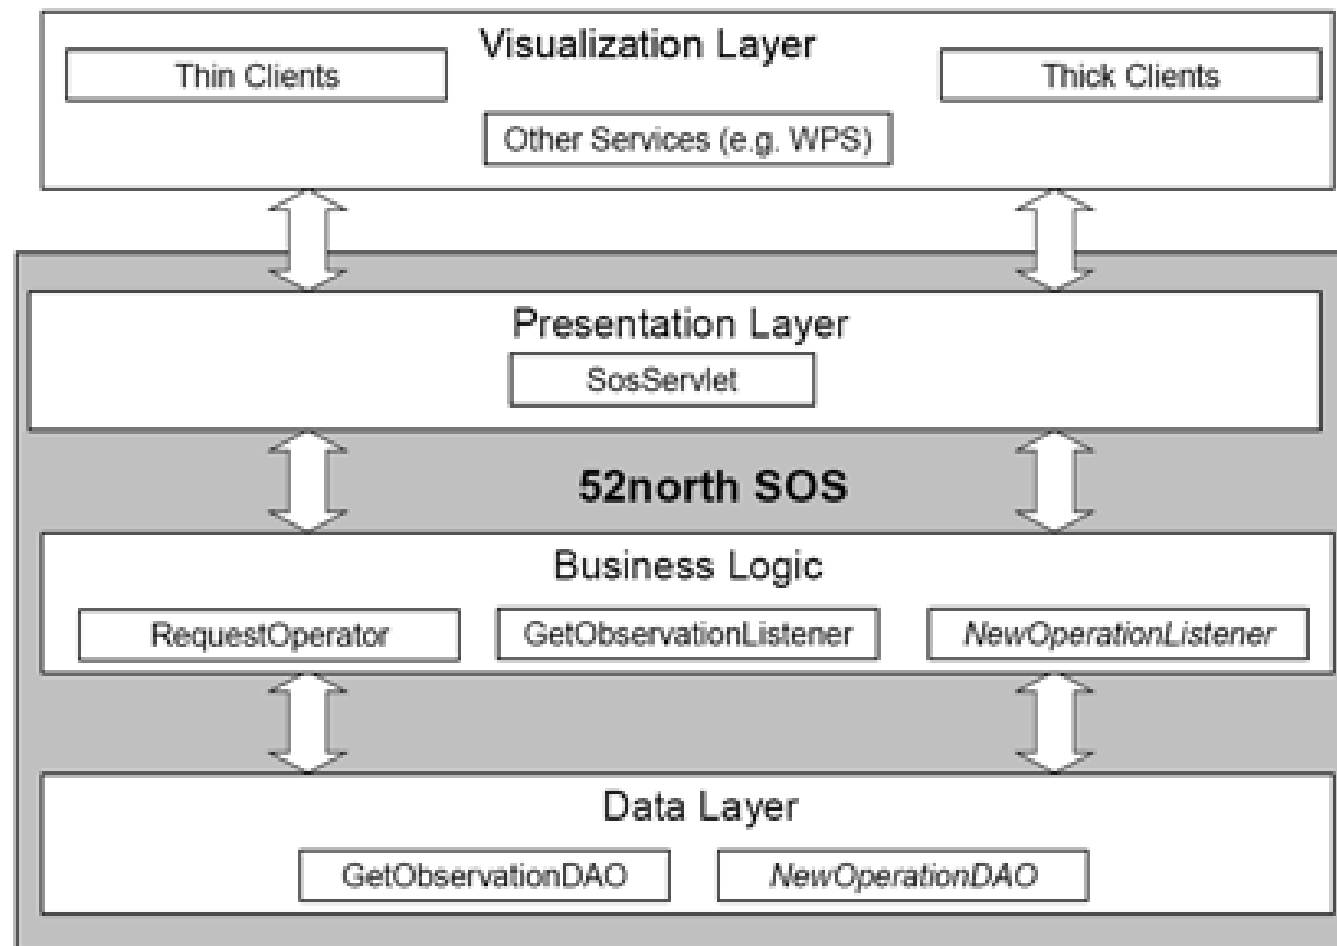 Visualization Layer
Thin Clients
Thick Clients
Other Services (e.g. WPS)
Presentation Layer
SosServlet
52north SOS
Business Logic
RequestOperator
GetObservationListener
NewOperationListener
Data Layer
GetObservationDAO
NewOperationDAO